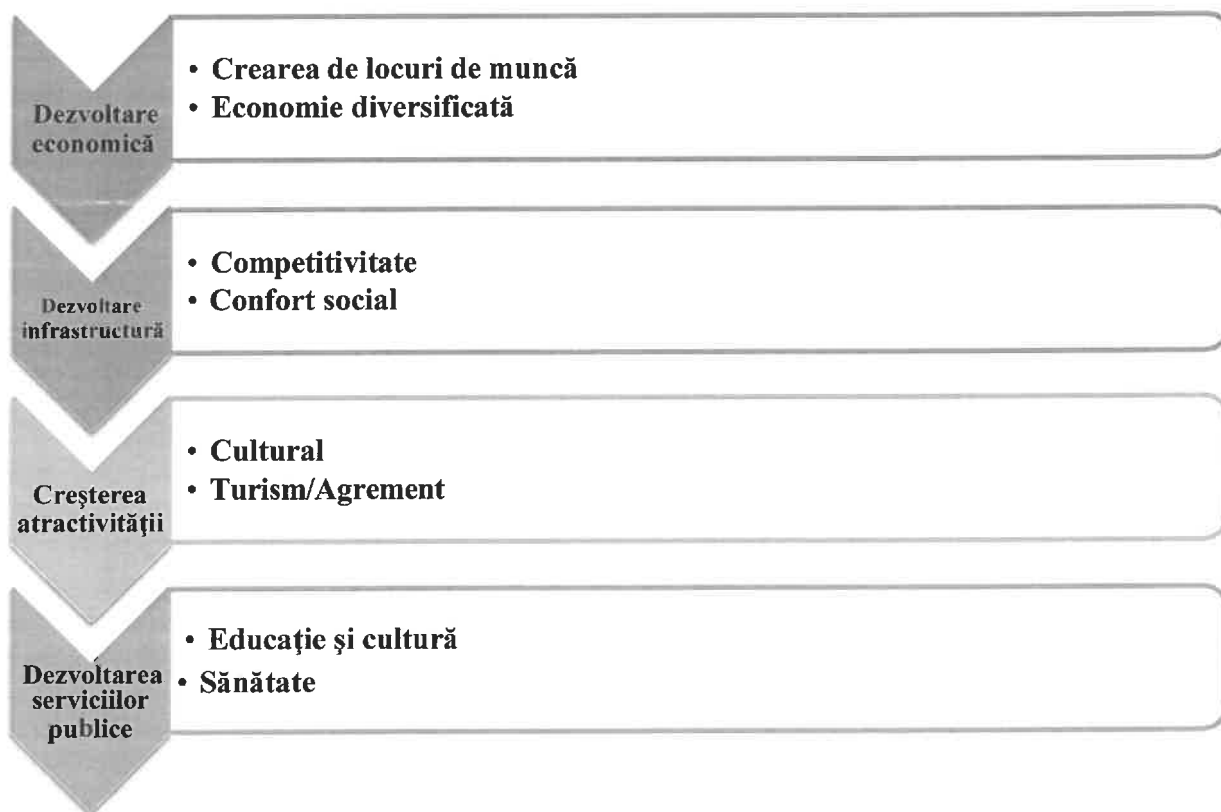 Dezvoltare
economică
• Crearea de locuri de muncă
• Economie diversificată
Dezvoltare
infrastructură
• Competitivitate
• Confort social
Creşterea
atractivităţii
• Cultural
• Turism/Agrement
Dezvoltarea
serviciilor
publice
• Educaţie şi cultură
• Sănătate